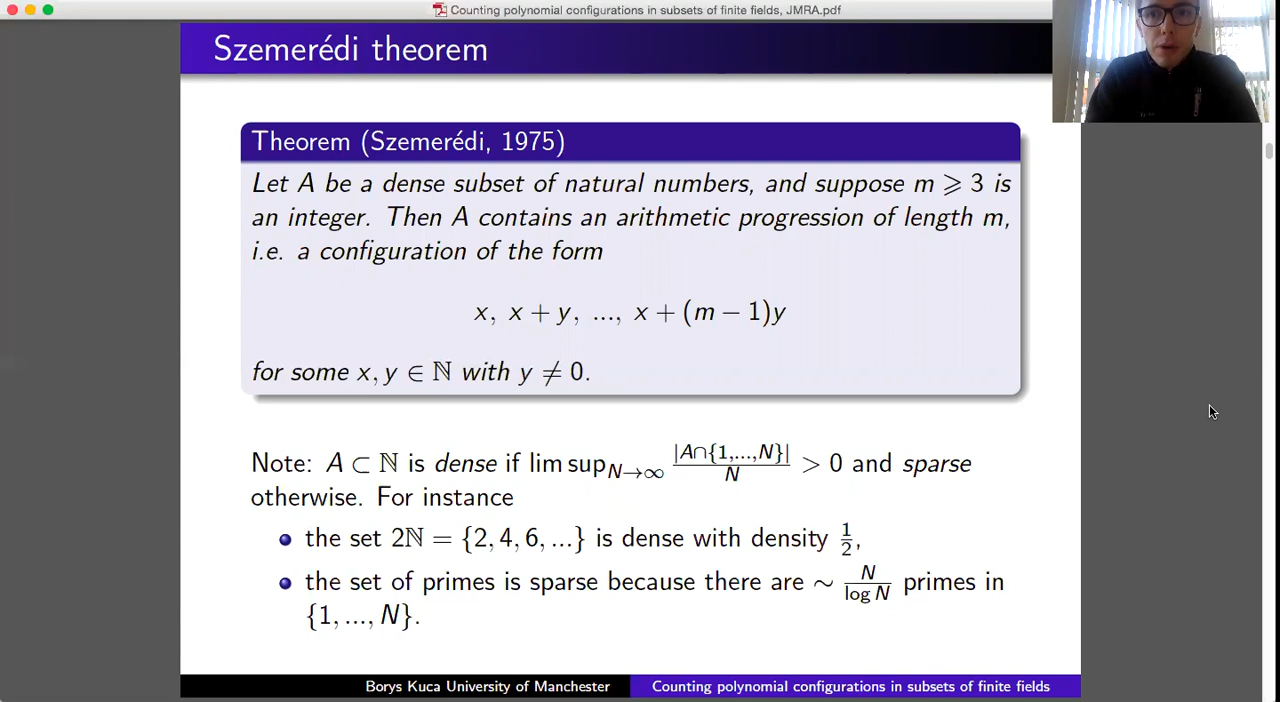 Counting polynomial configurations in subsets of finite fields, JMRA.pdf
Szemerédi theorem
Theorem (Szemerédi, 1975)
Let A be a dense subset of natural numbers, and suppose m ⩾ 3 is
an integer. Then A contains an arithmetic progression of length m,
i.e. a configuration of the form
x, x + y, ..., x + (m − 1)y
for some x, y ∈ ℕ with y ≠ 0.
Note: A ⊂ ℕ is dense if lim sup_{N→∞} |A∩{1,...,N}|/N > 0 and sparse
otherwise. For instance
the set 2ℕ = {2, 4, 6, ...} is dense with density 1/2,
the set of primes is sparse because there are ∼ N/log N primes in
{1, ..., N}.
Borys Kuca University of Manchester
Counting polynomial configurations in subsets of finite fields